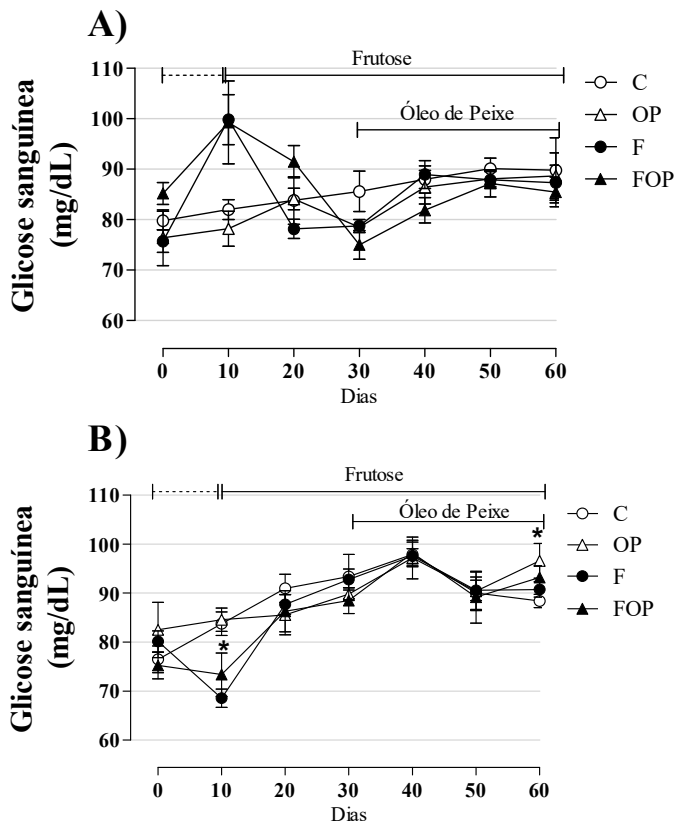 A)
Frutose
Óleo de Peixe
Glicose sanguínea
(mg/dL)
110
100
90
80
70
60
0 10 20 30 40 50 60
Dias
C
OP
F
FOP
B)
Frutose
Óleo de Peixe
Glicose sanguínea
(mg/dL)
110
100
90
80
70
60
*
*
0 10 20 30 40 50 60
Dias
C
OP
F
FOP